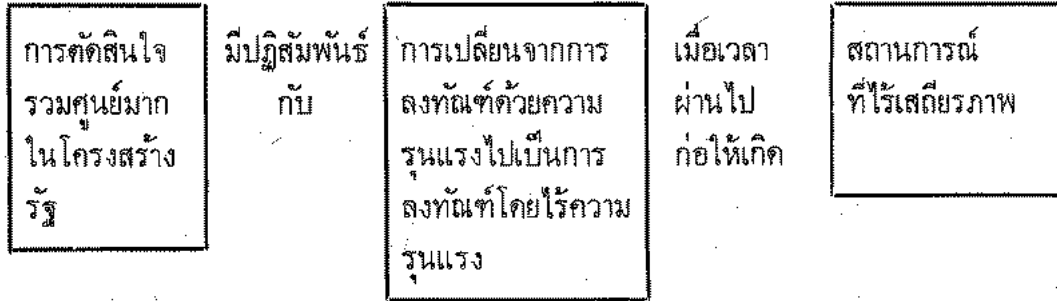 การตัดสินใจ
รวมศูนย์มาก
ในโครงสร้าง
รัฐ
มีปฏิสัมพันธ์
กับ
การเปลี่ยนจากการ
ลงทัณฑ์ด้วยความ
รุนแรงไปเป็นการ
ลงทัณฑ์โดยไร้ความ
รุนแรง
เมื่อเวลา
ผ่านไป
ก่อให้เกิด
สถานการณ์
ที่ไร้เสถียรภาพ